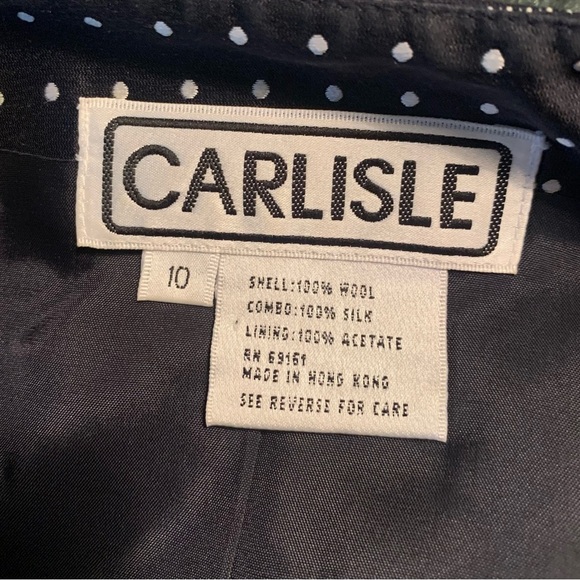 CARLISLE
10
SHELL:100% WOOL
COMBO:100% SILK
LINING:100% ACETATE
RN 69161
MADE IN HONG KONG
SEE REVERSE FOR CARE